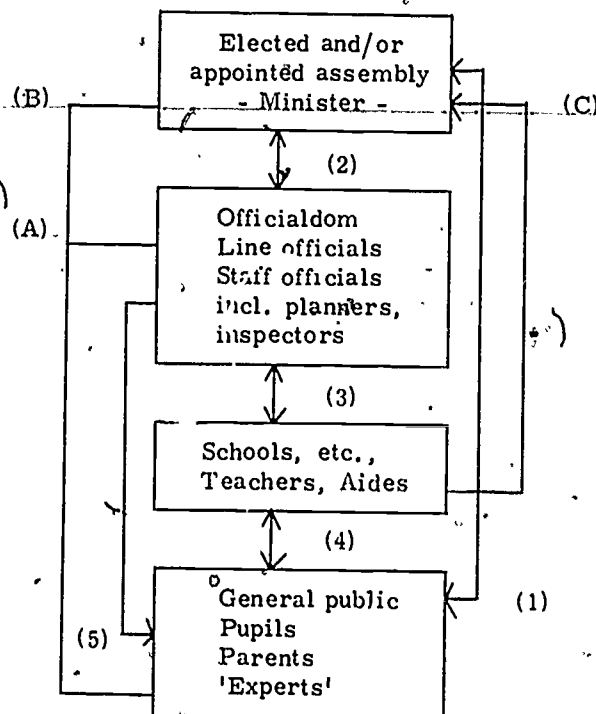 Elected and/or
appointed assembly
- Minister -
(B)
(C)
(2)
(A)
Officialdom
Line officials
Staff officials
incl. planners,
inspectors
(3)
Schools, etc.,
Teachers, Aides
(4)
General public
Pupils
Parents
'Experts'
(1)
(5)